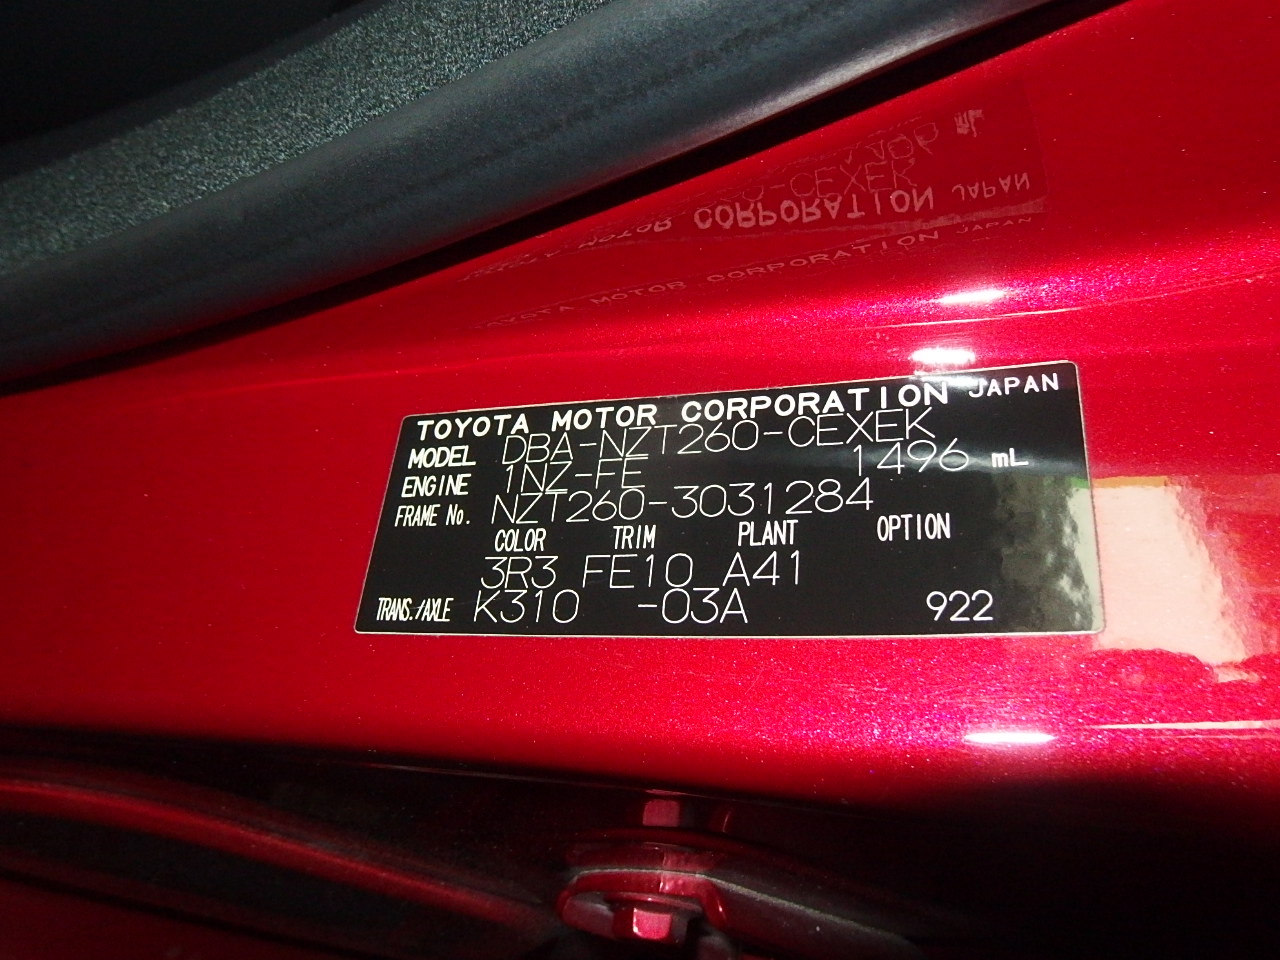 TOYOTA MOTOR CORPORATION JAPAN
MODEL DBA-NZT260-CEXEK
ENGINE 1NZ-FE 1496 mL
FRAME No. NZT260-3031284
COLOR TRIM PLANT OPTION
3R3 FE10 A41
TRANS./AXLE K310 -03A 922